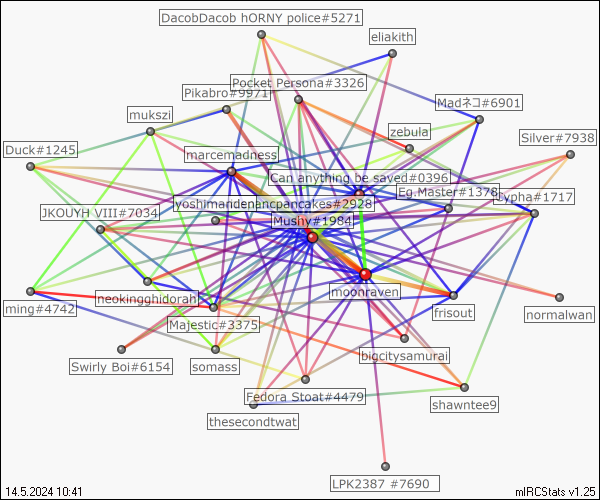 DacobDacob hORNY police#5271
eliakith
Pocket Persona#3326
Pikabro#9971
Madネコ#6901
mukszi
zebula
Silver#7938
Duck#1245
marcemadness
Can anything be saved#0396
Eg.Master#1378
Cypha#1717
yoshimandenhncpancakes#2928
JKOUYH VIII#7034
Mushy#1984
moonraven
neokingghidorah
ming#4742
frisout
normalwan
Majestic#3375
bigcitysamurai
Swirly Boi#6154
somass
Fedora Stoat#4479
shawntee9
thesecondtwat
LPK2387 #7690
14.5.2024 10:41
mIRCStats v1.25